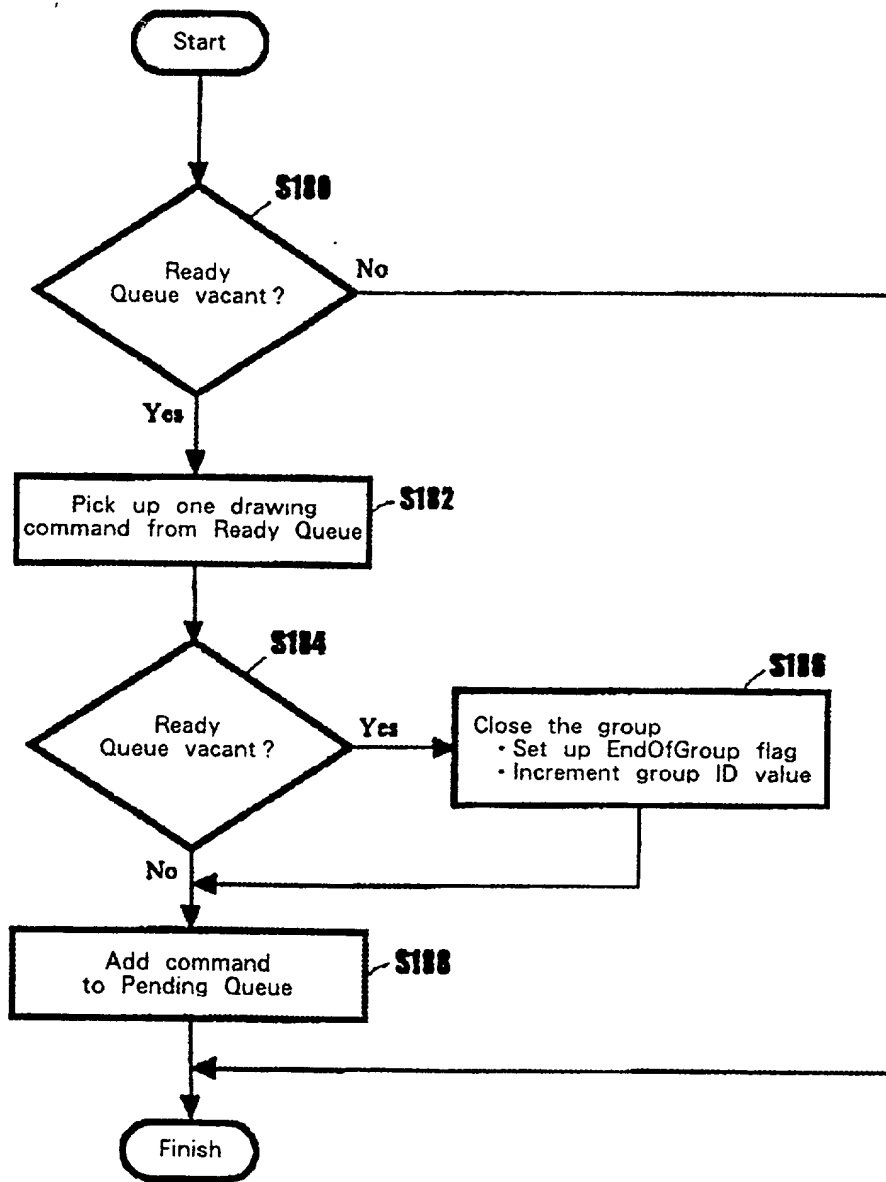 Start
S180
Ready
Queue vacant?
No
Yes
Pick up one drawing
command from Ready Queue
S182
S184
Ready
Queue vacant?
Yes
S186
Close the group
・Set up EndOfGroup flag
・Increment group ID value
No
Add command
to Pending Queue
S188
Finish